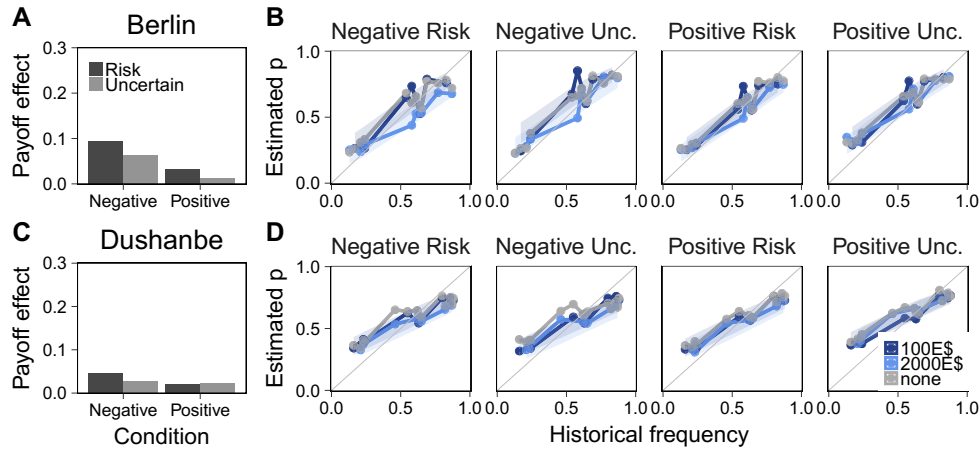 A
Berlin
Payoff effect
0.3
0.2
0.1
0.0
Risk
Uncertain
Negative
Positive
B
Negative Risk
Negative Unc.
Positive Risk
Positive Unc.
Estimated p
1.0
0.5
0.0
0.0 0.5 1.0
0.0 0.5 1.0
0.0 0.5 1.0
0.0 0.5 1.0
C
Dushanbe
Payoff effect
0.3
0.2
0.1
0.0
Negative
Positive
Condition
D
Negative Risk
Negative Unc.
Positive Risk
Positive Unc.
Estimated p
1.0
0.5
0.0
100E$
2000E$
none
0.0 0.5 1.0
0.0 0.5 1.0
0.0 0.5 1.0
0.0 0.5 1.0
Historical frequency